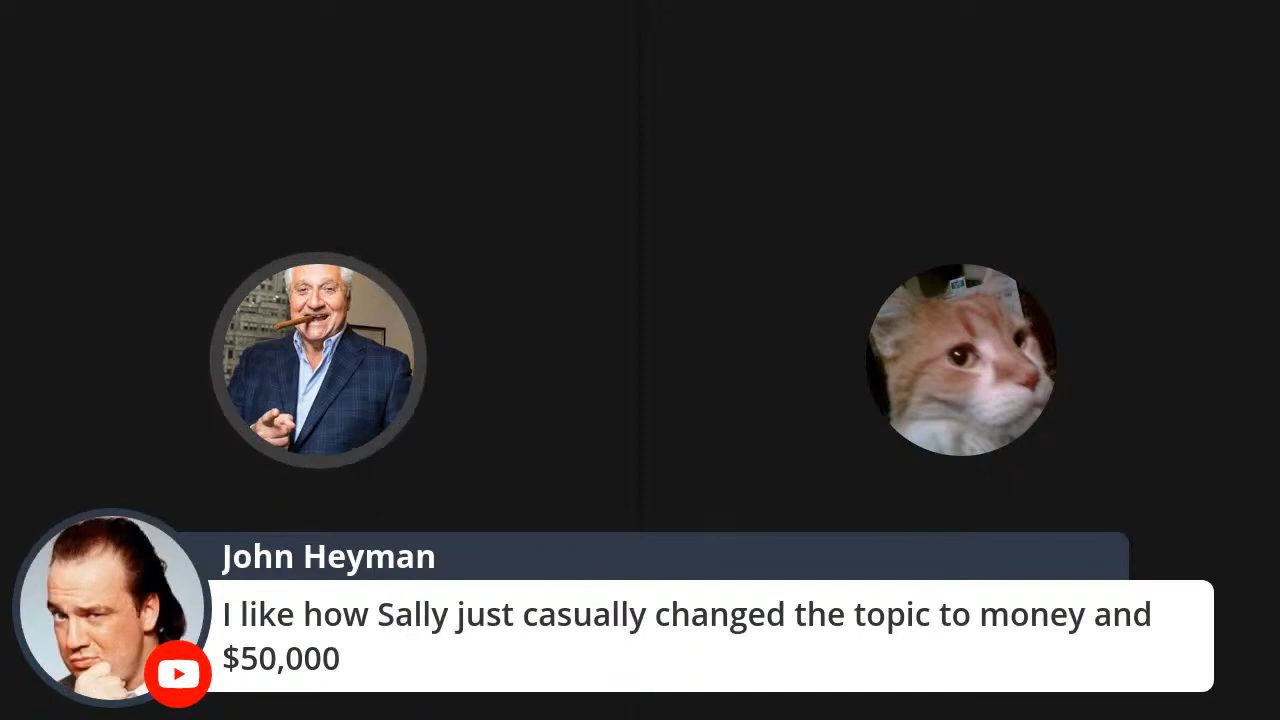 John Heyman
I like how Sally just casually changed the topic to money and
$50,000